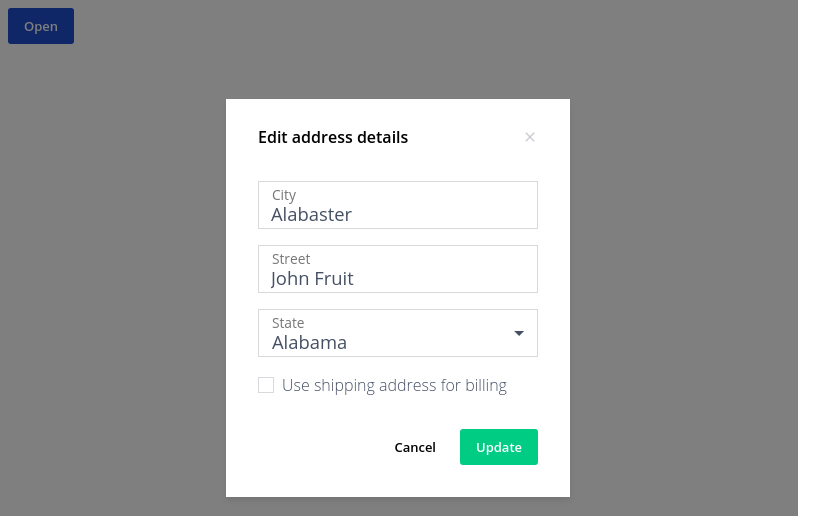 Open
Edit address details
City
Alabaster
Street
John Fruit
State
Alabama
Use shipping address for billing
Cancel
Update